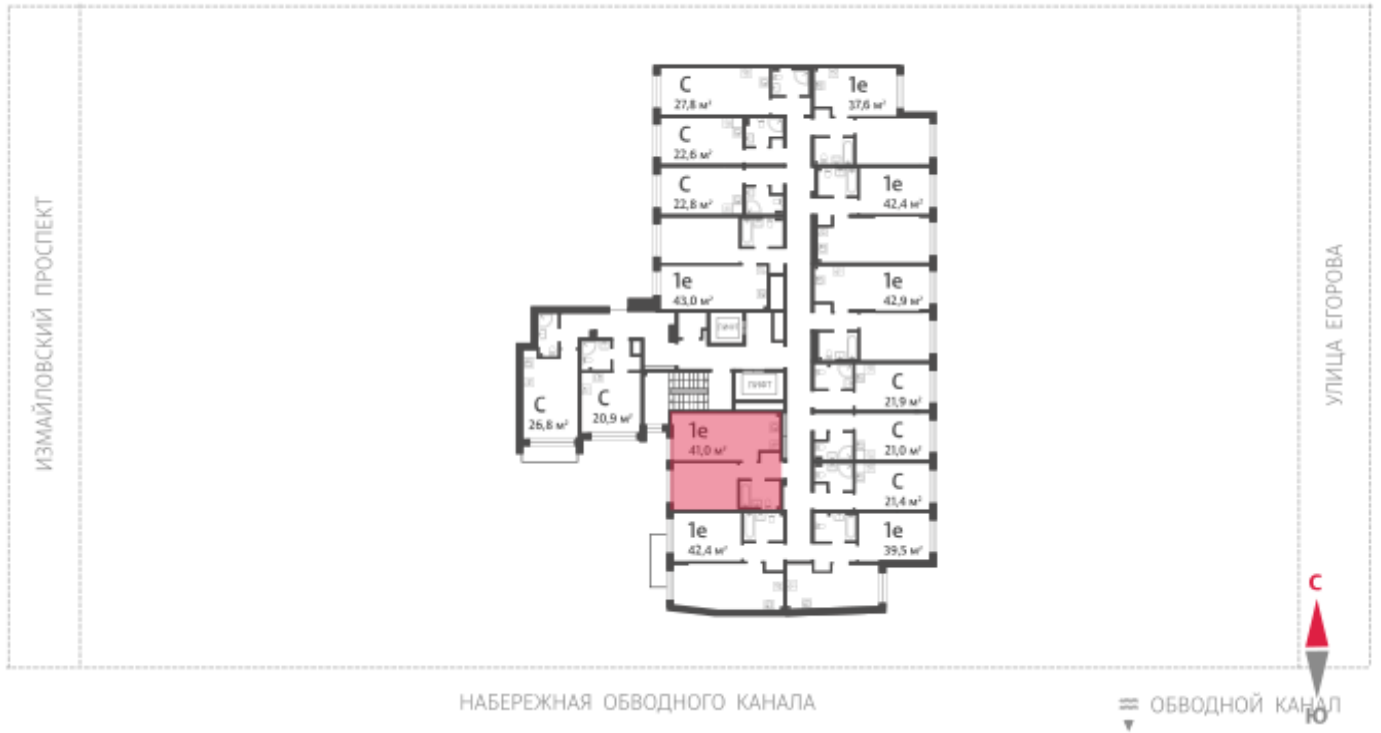 С
27,8 м²
1е
37,6 м²
С
22,6 м²
С
22,8 м²
1е
42,4 м²
1е
43,0 м²
1е
42,9 м²
ЛИФТ
ЛИФТ
С
26,8 м²
С
20,9 м²
С
21,9 м²
1е
41,0 м²
С
21,0 м²
С
21,4 м²
1е
42,4 м²
1е
39,5 м²
ИЗМАЙЛОВСКИЙ ПРОСПЕКТ
УЛИЦА ЕГОРОВА
С
Ю
НАБЕРЕЖНАЯ ОБВОДНОГО КАНАЛА
ОБВОДНОЙ КАНАЛ